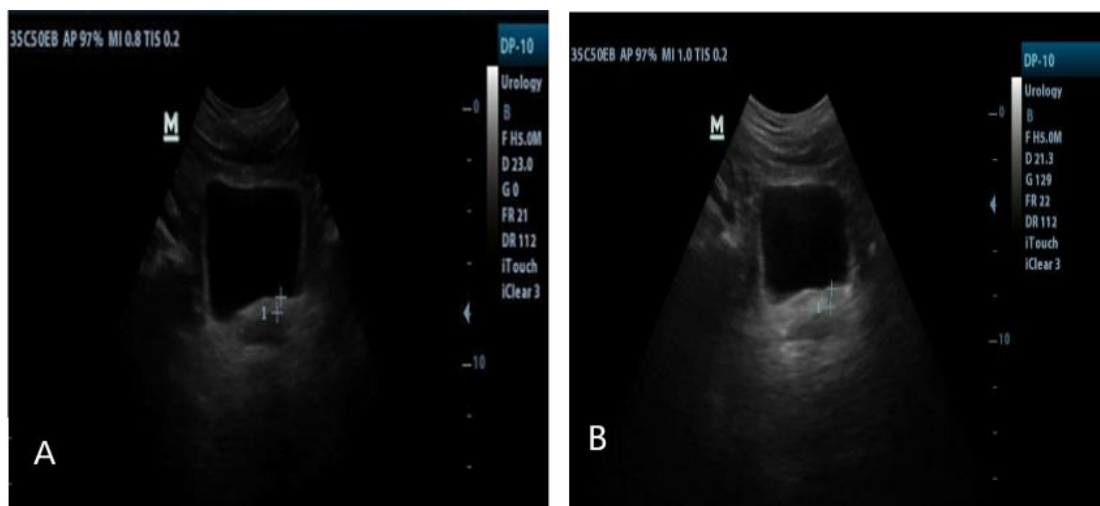 35C50EB AP 97% MI 0.8 TIS 0.2
DP-10
Urology
B
F H5.0M
D 23.0
G 0
FR 21
DR 112
iTouch
iClear 3
M
0
10
1
A
35C50EB AP 97% MI 1.0 TIS 0.2
DP-10
Urology
B
F H5.0M
D 21.3
G 129
FR 22
DR 112
iTouch
iClear 3
M
0
10
1
B